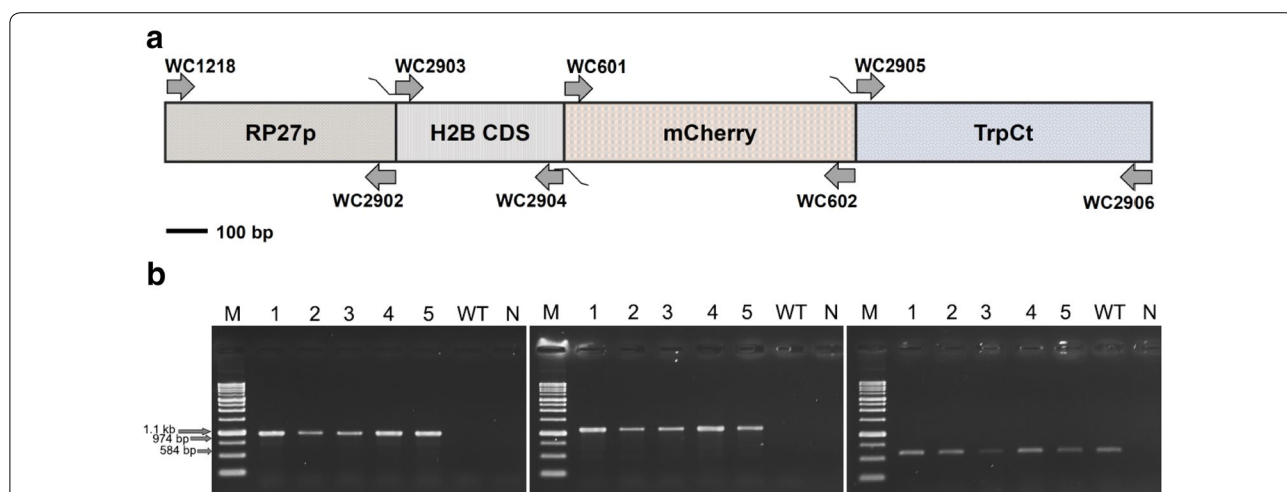 a
WC1218 WC2903 WC601 WC2905
RP27p H2B CDS mCherry TrpCt
WC2902 WC2904 WC602 WC2906
100 bp
b
M 1 2 3 4 5 WT N M 1 2 3 4 5 WT N M 1 2 3 4 5 WT N
1.1 kb
974 bp
584 bp